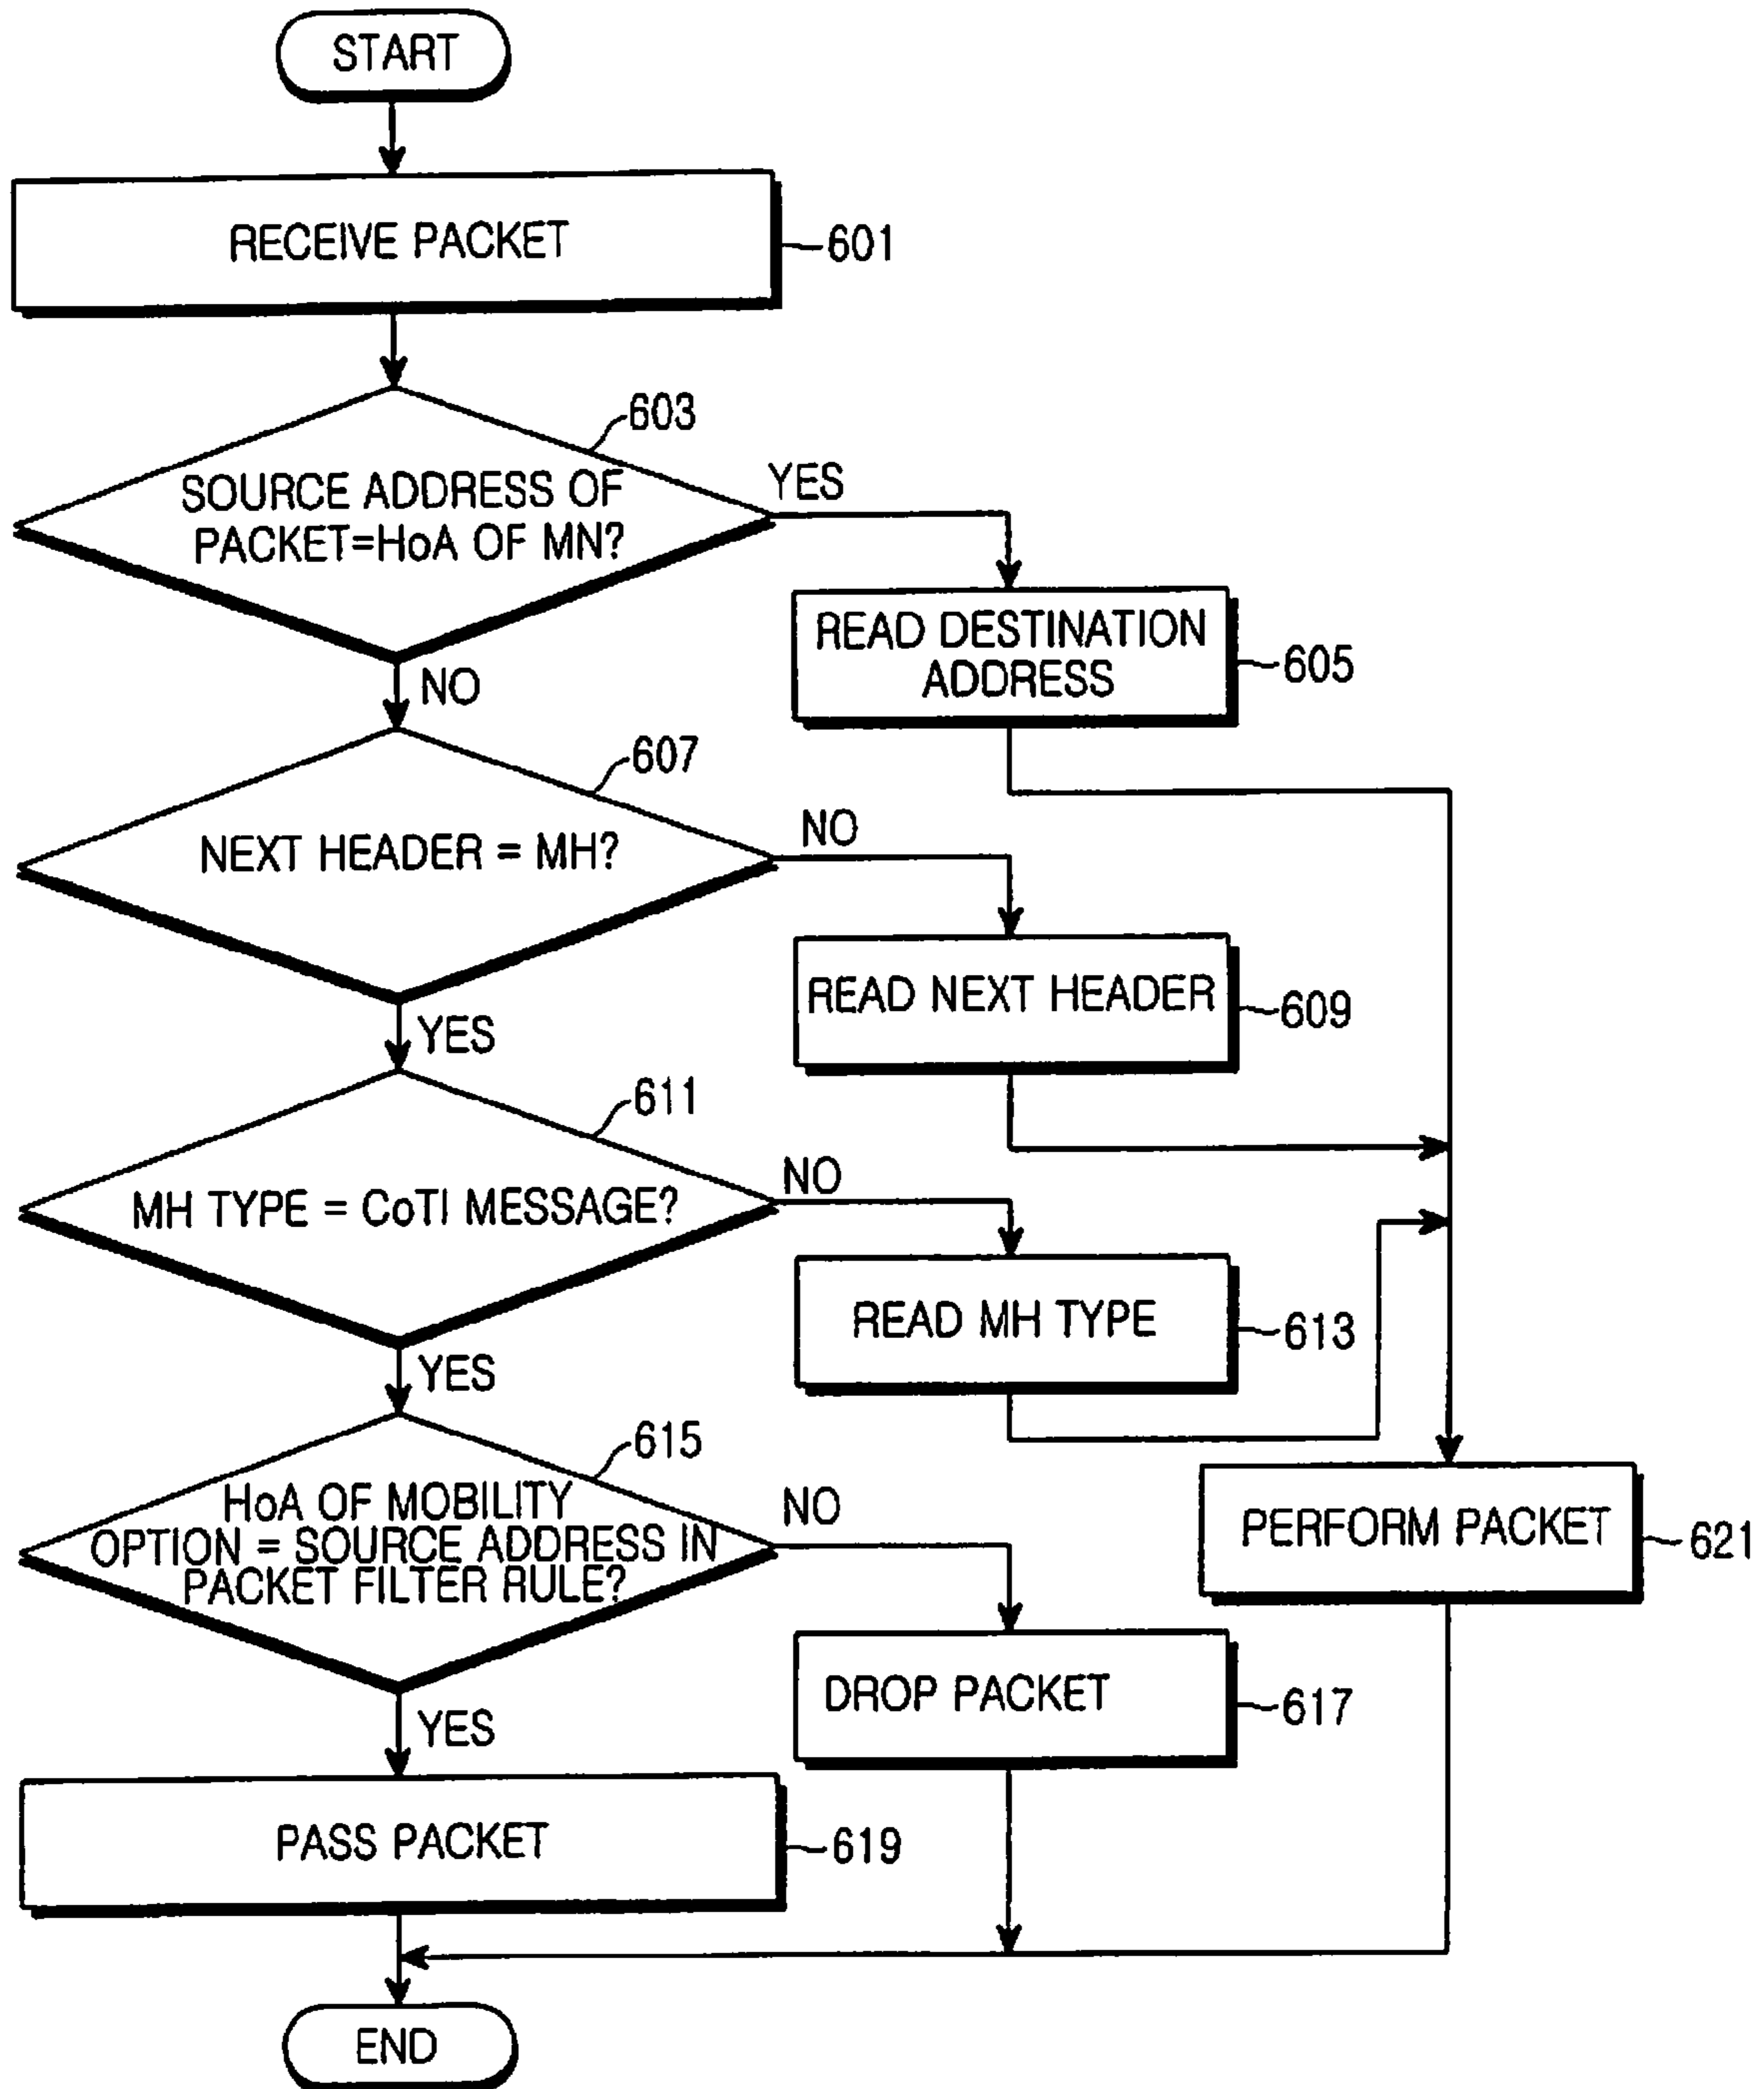 START
RECEIVE PACKET
601
603
SOURCE ADDRESS OF
PACKET=HoA OF MN?
YES
READ DESTINATION
ADDRESS
605
NO
607
NEXT HEADER = MH?
NO
READ NEXT HEADER
609
YES
611
MH TYPE = CoTI MESSAGE?
NO
READ MH TYPE
613
YES
615
HoA OF MOBILITY
OPTION = SOURCE ADDRESS IN
PACKET FILTER RULE?
NO
PERFORM PACKET
621
DROP PACKET
617
YES
PASS PACKET
619
END